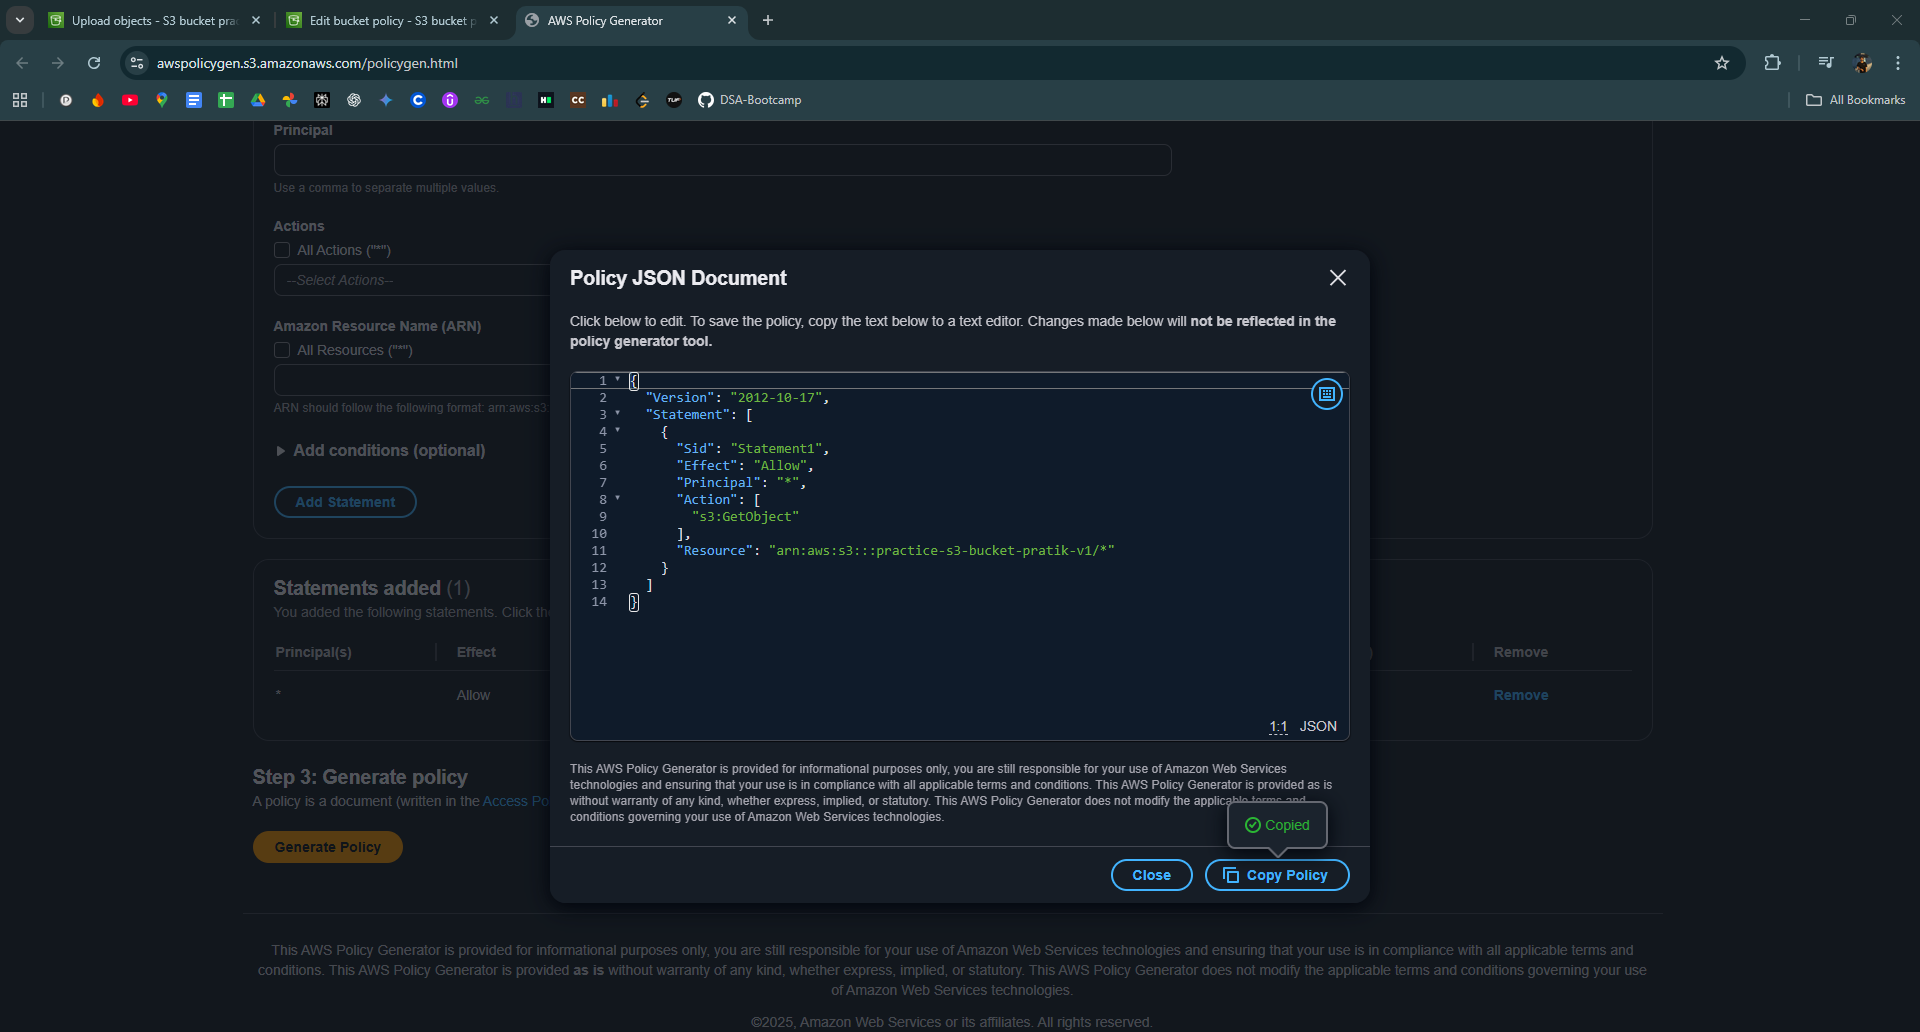 Upload objects - S3 bucket pra
Edit bucket policy - S3 bucket p
AWS Policy Generator
awspolicygen.s3.amazonaws.com/policygen.html
DSA-Bootcamp
All Bookmarks
Principal
Use a comma to separate multiple values.
Actions
All Actions ("*")
--Select Actions--
Amazon Resource Name (ARN)
All Resources ("*")
ARN should follow the following format: arn:aws:s3:
Add conditions (optional)
Add Statement
Statements added (1)
You added the following statements. Click the
Principal(s)
Effect
Remove
*
Allow
Remove
Step 3: Generate policy
A policy is a document (written in the Access Po
Generate Policy
Policy JSON Document
Click below to edit. To save the policy, copy the text below to a text editor. Changes made below will not be reflected in the
policy generator tool.
1 {
2 "Version": "2012-10-17",
3 "Statement": [
4 {
5 "Sid": "Statement1",
6 "Effect": "Allow",
7 "Principal": "*",
8 "Action": [
9 "s3:GetObject"
10 ],
11 "Resource": "arn:aws:s3:::practice-s3-bucket-pratik-v1/*"
12 }
13 ]
14 }
1:1 JSON
This AWS Policy Generator is provided for informational purposes only, you are still responsible for your use of Amazon Web Services
technologies and ensuring that your use is in compliance with all applicable terms and conditions. This AWS Policy Generator is provided as is
without warranty of any kind, whether express, implied, or statutory. This AWS Policy Generator does not modify the applicable terms and
conditions governing your use of Amazon Web Services technologies.
Copied
Close
Copy Policy
This AWS Policy Generator is provided for informational purposes only, you are still responsible for your use of Amazon Web Services technologies and ensuring that your use is in compliance with all applicable terms and
conditions. This AWS Policy Generator is provided as is without warranty of any kind, whether express, implied, or statutory. This AWS Policy Generator does not modify the applicable terms and conditions governing your use
of Amazon Web Services technologies.
©2025, Amazon Web Services or its affiliates. All rights reserved.